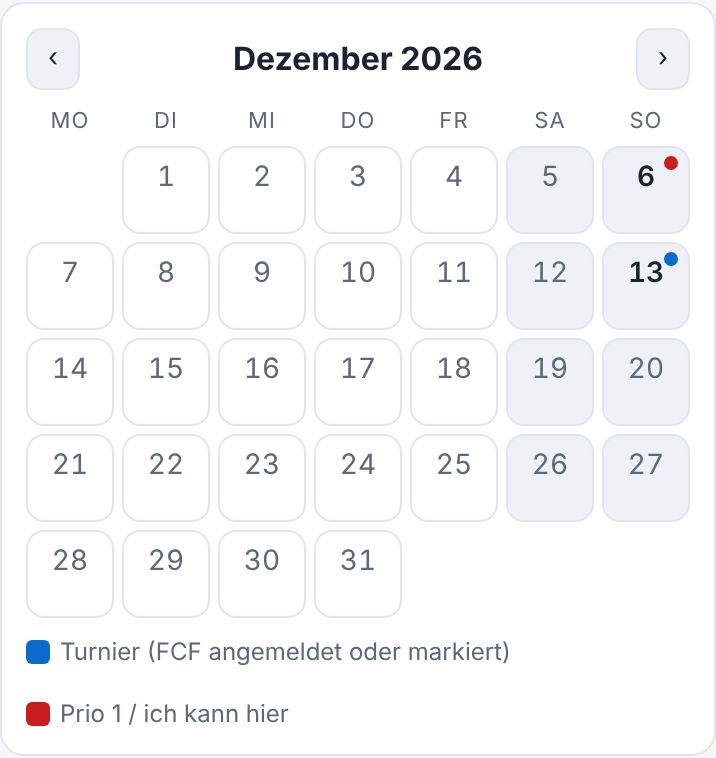 ‹ Dezember 2026 ›
MO DI MI DO FR SA SO
1 2 3 4 5 6
7 8 9 10 11 12 13
14 15 16 17 18 19 20
21 22 23 24 25 26 27
28 29 30 31
Turnier (FCF angemeldet oder markiert)
Prio 1 / ich kann hier